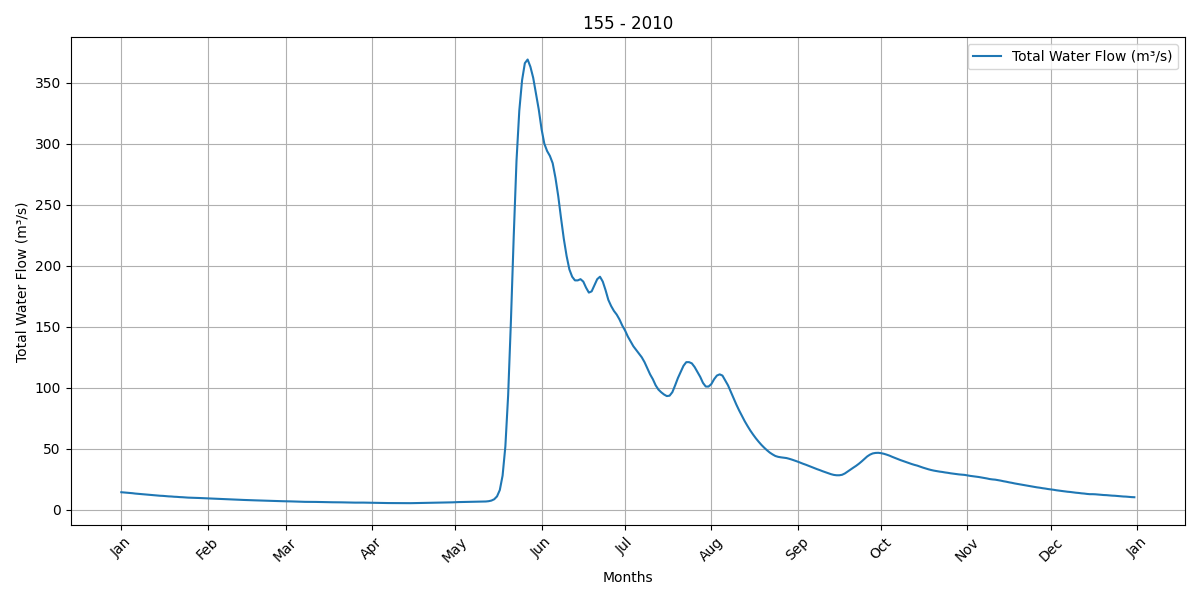 155 - 2010
Total Water Flow (m³/s)
Total Water Flow (m³/s)
350
300
250
200
150
100
50
0
Jan
Feb
Mar
Apr
May
Jun
Jul
Aug
Sep
Oct
Nov
Dec
Jan
Months